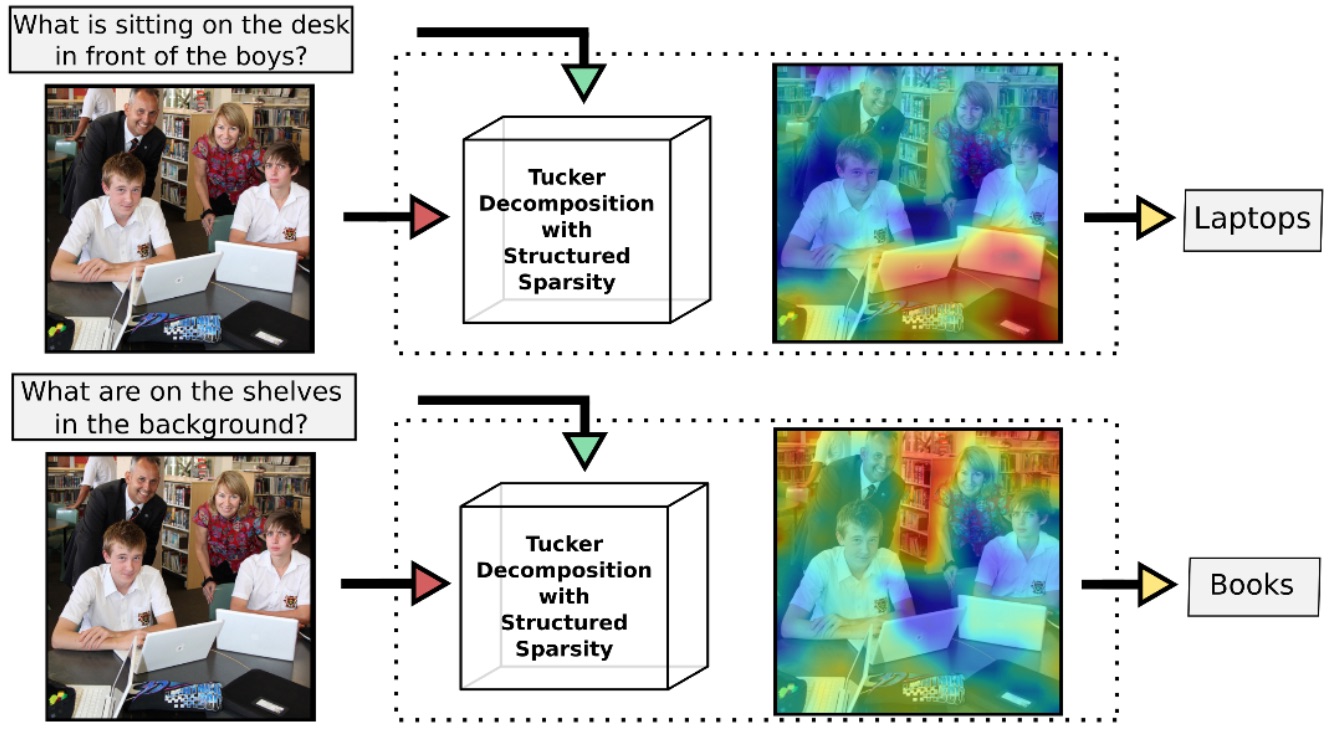 What is sitting on the desk
in front of the boys?
Tucker
Decomposition
with
Structured
Sparsity
Laptops
What are on the shelves
in the background?
Tucker
Decomposition
with
Structured
Sparsity
Books